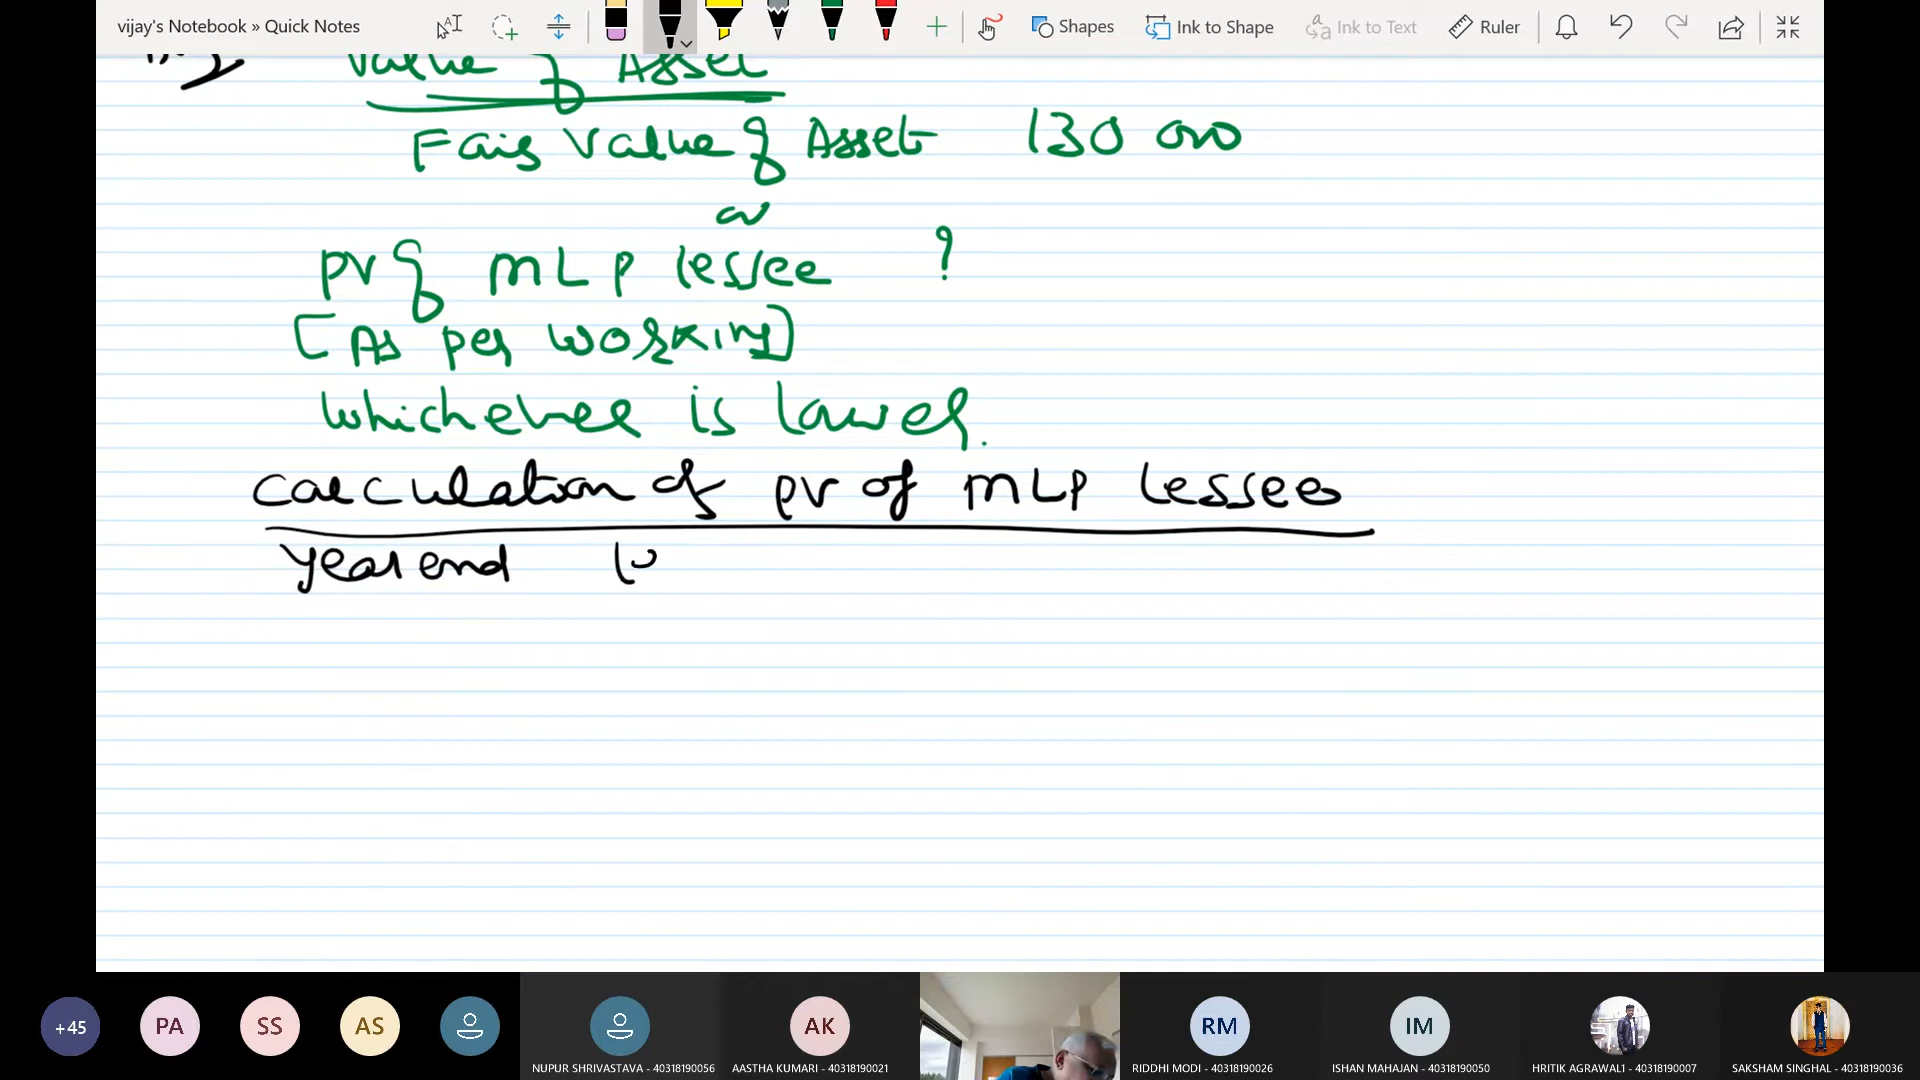 vijay's Notebook » Quick Notes
Shapes
Ink to Shape
Ink to Text
Ruler
Value of Asset
Fair Value of Asset 130 000
or
PV of MLP lessee ?
[As per working]
whichever is lower.
Calculation of PV of MLP Lessee
Year end
+45
PA
SS
AS
AK
RM
IM
NUPUR SHRIVASTAVA - 40318190056
AASTHA KUMARI - 40318190021
RIDDHI MODI - 40318190026
ISHAN MAHAJAN - 40318190050
HRITIK AGRAWAL1 - 40318190007
SAKSHAM SINGHAL - 40318190036